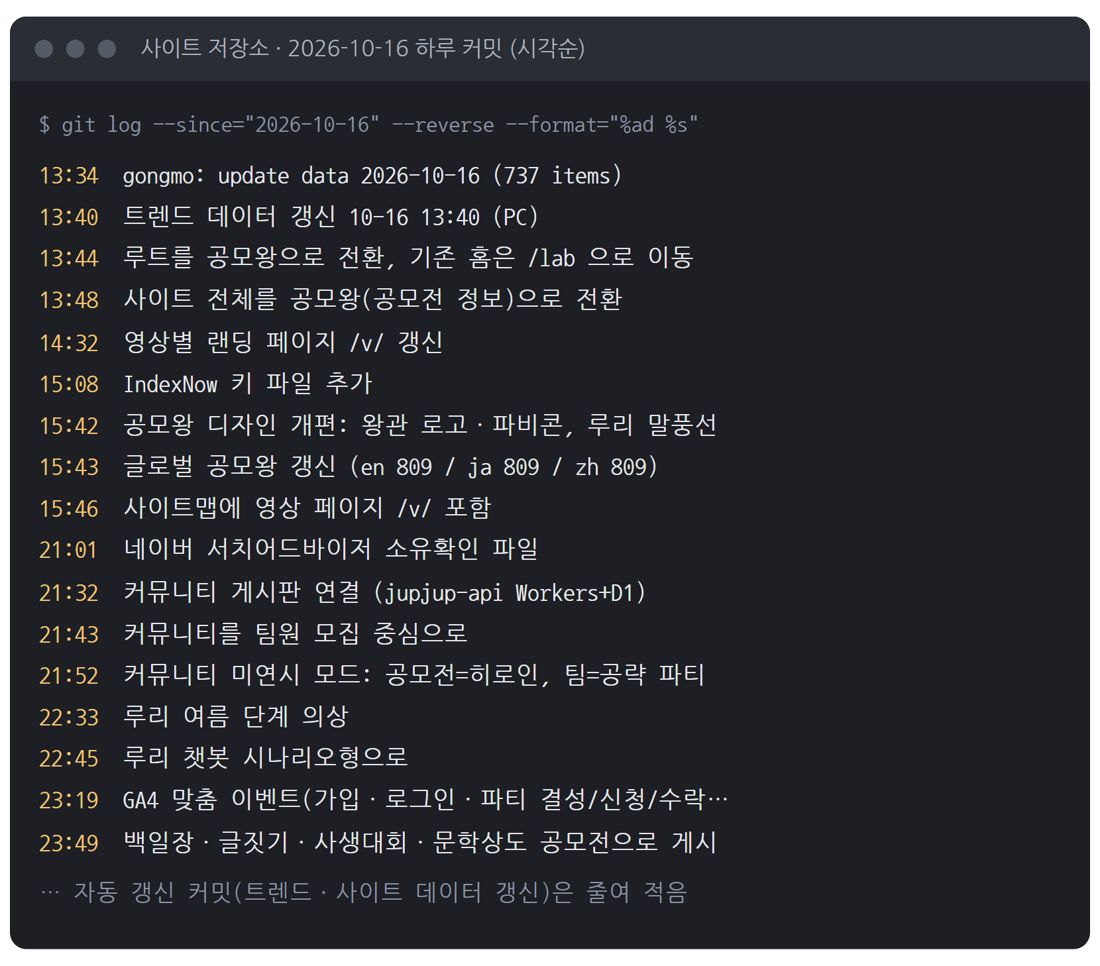 사이트 저장소 · 2026-10-16 하루 커밋 (시각순)
$ git log --since="2026-10-16" --reverse --format="%ad %s"
13:34 gongmo: update data 2026-10-16 (737 items)
13:40 트렌드 데이터 갱신 10-16 13:40 (PC)
13:44 루트를 공모왕으로 전환, 기존 홈은 /lab 으로 이동
13:48 사이트 전체를 공모왕(공모전 정보)으로 전환
14:32 영상별 랜딩 페이지 /v/ 갱신
15:08 IndexNow 키 파일 추가
15:42 공모왕 디자인 개편: 왕관 로고·파비콘, 루리 말풍선
15:43 글로벌 공모왕 갱신 (en 809 / ja 809 / zh 809)
15:46 사이트맵에 영상 페이지 /v/ 포함
21:01 네이버 서치어드바이저 소유확인 파일
21:32 커뮤니티 게시판 연결 (jupjup-api Workers+D1)
21:43 커뮤니티를 팀원 모집 중심으로
21:52 커뮤니티 미연시 모드: 공모전=히로인, 팀=공략 파티
22:33 루리 여름 단계 의상
22:45 루리 챗봇 시나리오형으로
23:19 GA4 맞춤 이벤트(가입·로그인·파티 결성/신청/수락…
23:49 백일장·글짓기·사생대회·문학상도 공모전으로 게시
… 자동 갱신 커밋(트렌드·사이트 데이터 갱신)은 줄여 적음